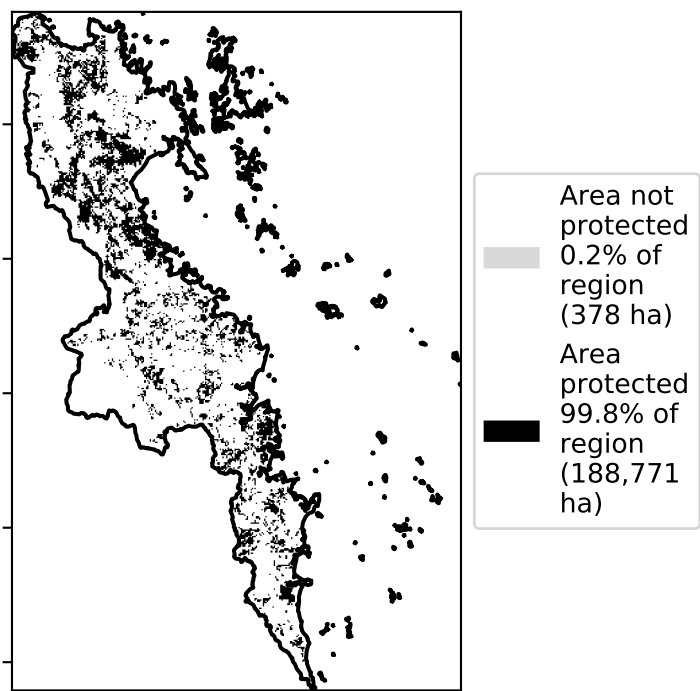 Area not
protected
0.2% of
region
(378 ha)
Area
protected
99.8% of
region
(188,771
ha)